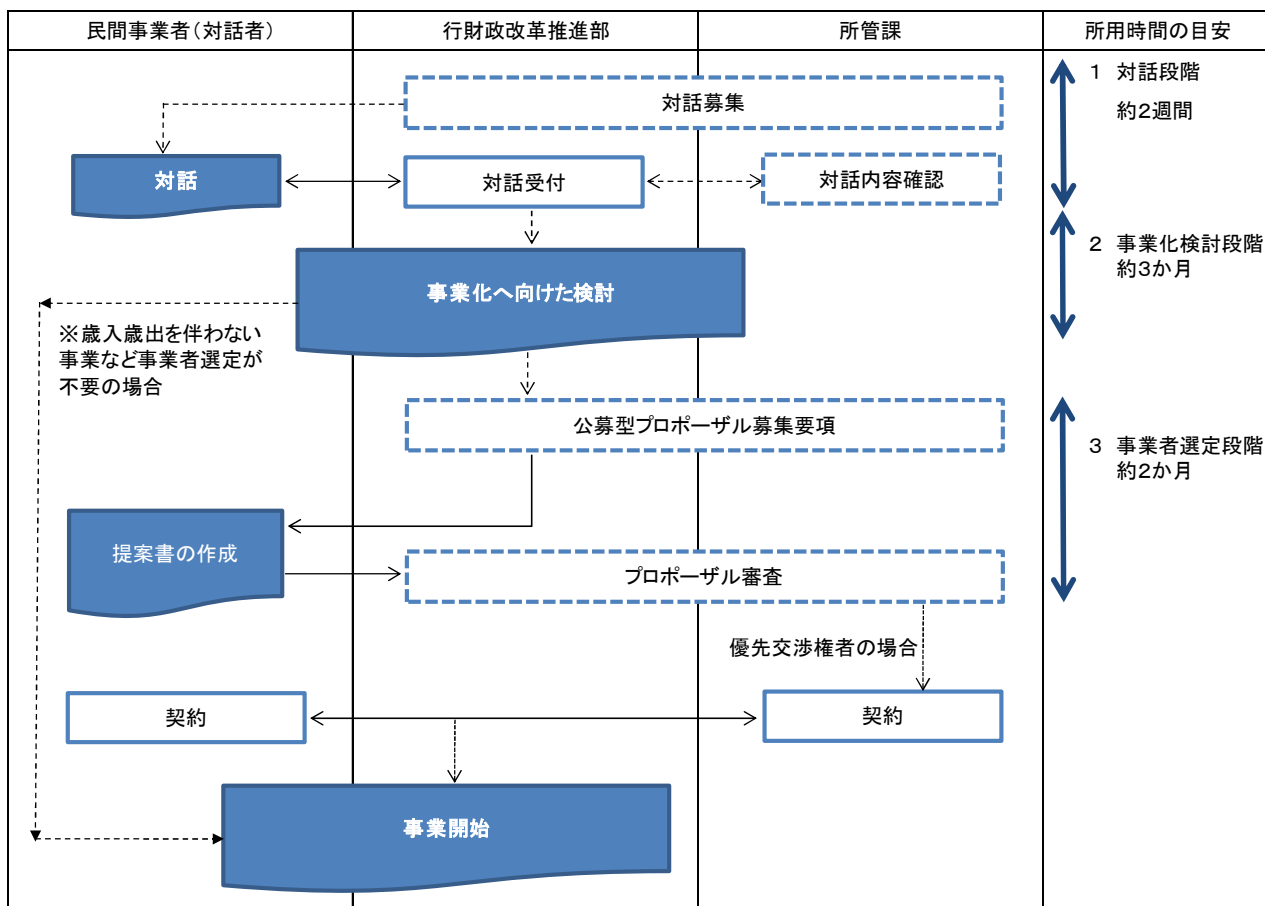 民間事業者（対話者）
行財政改革推進部
所管課
所用時間の目安
対話募集
1 対話段階
約2週間
対話
対話受付
対話内容確認
2 事業化検討段階
約3か月
事業化へ向けた検討
※歳入歳出を伴わない
事業など事業者選定が
不要の場合
公募型プロポーザル募集要項
3 事業者選定段階
約2か月
提案書の作成
プロポーザル審査
優先交渉権者の場合
契約
契約
事業開始